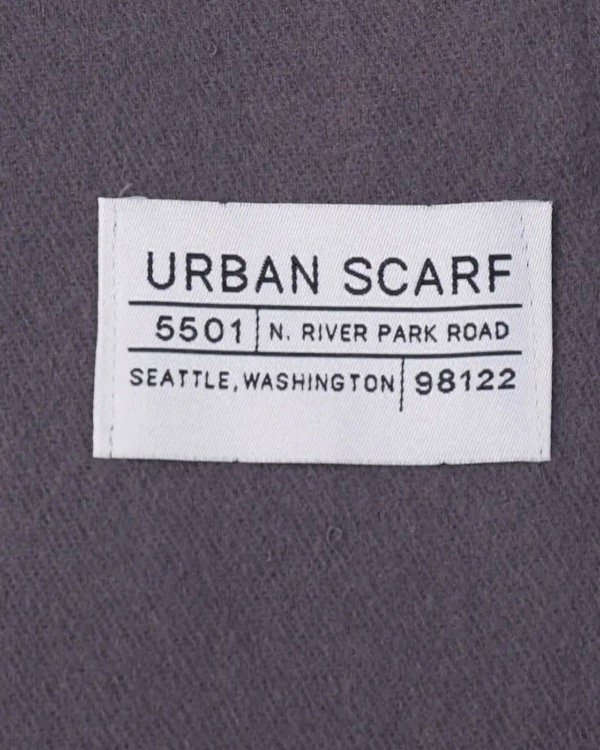 URBAN SCARF
5501 N. RIVER PARK ROAD
SEATTLE, WASHINGTON 98122